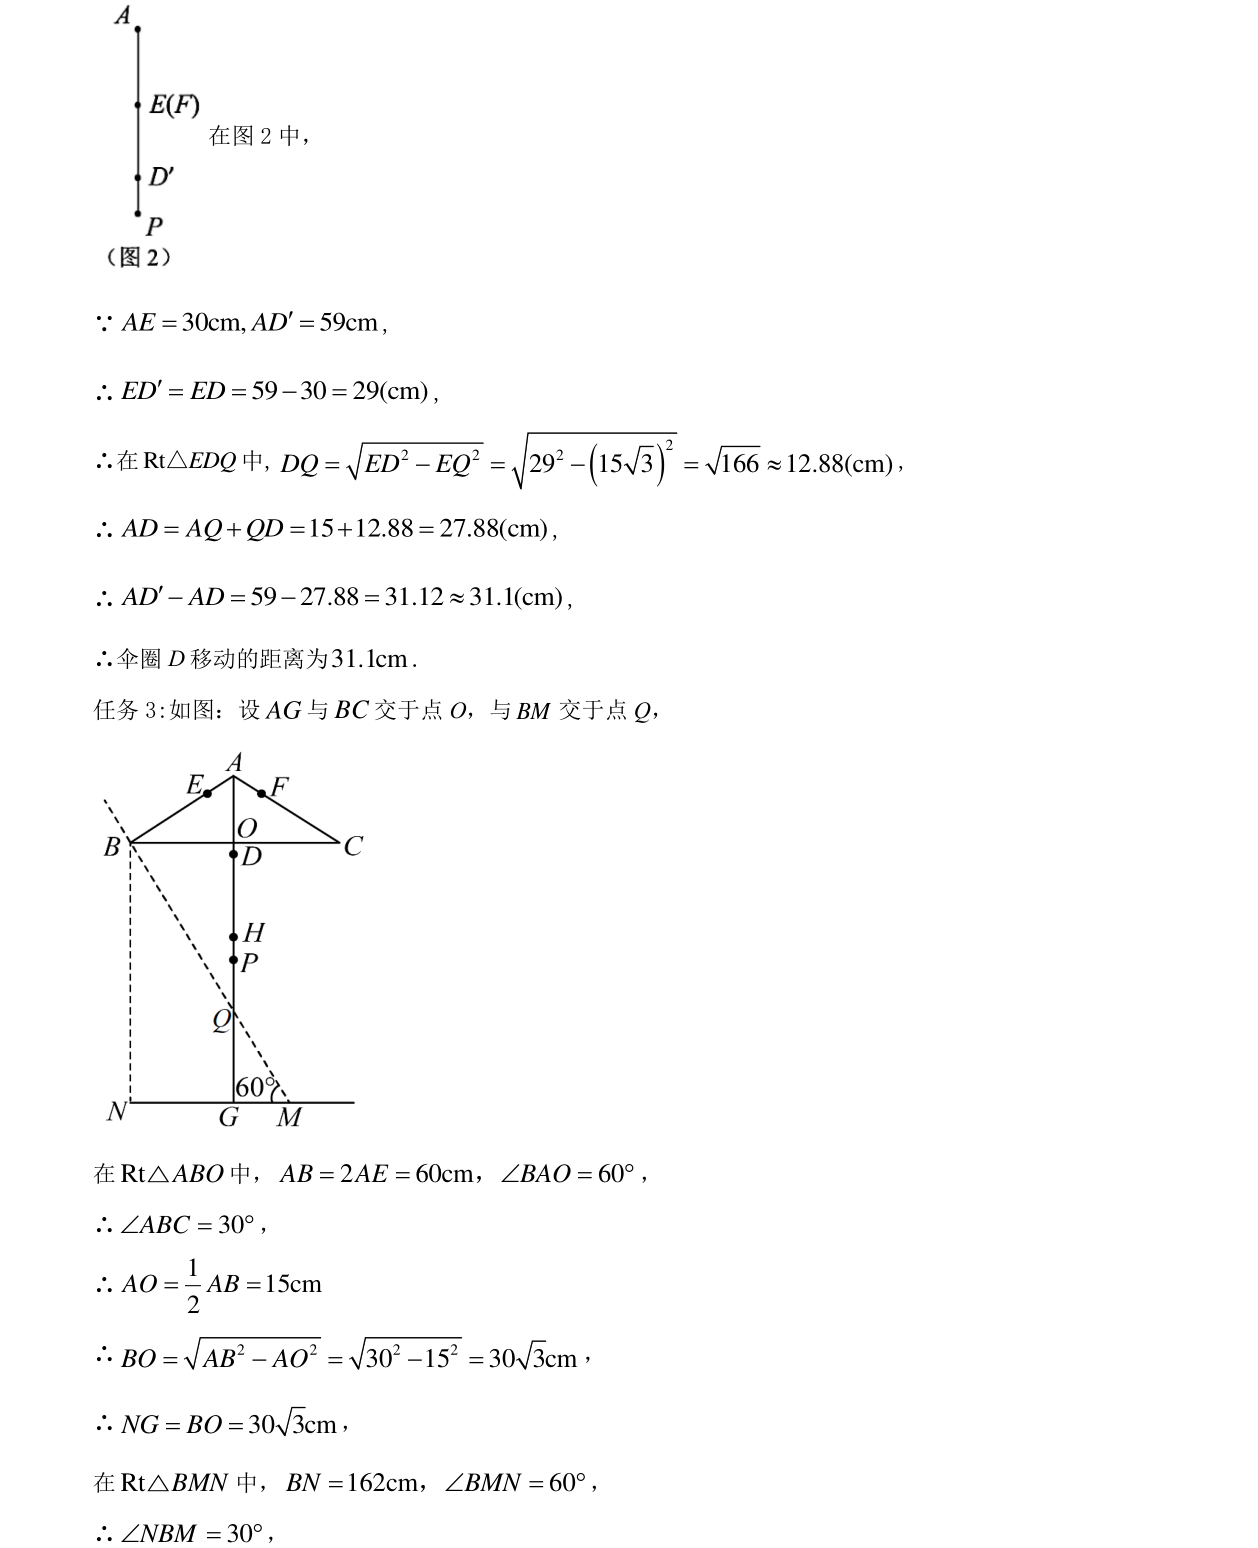 A
E(F)
在图 2 中，
D′
P
（图 2）
∵ AE = 30cm, AD′ = 59cm，
∴ ED′ = ED = 59 − 30 = 29(cm)，
∴在 Rt△EDQ 中，DQ = √(ED² − EQ²) = √(29² − (15√3)²) = √166 ≈ 12.88(cm)，
∴ AD = AQ + QD = 15 + 12.88 = 27.88(cm)，
∴ AD′ − AD = 59 − 27.88 = 31.12 ≈ 31.1(cm)，
∴伞圈 D 移动的距离为 31.1cm．
任务 3：如图：设 AG 与 BC 交于点 O，与 BM 交于点 Q，
A
E F
O
B C
D
H
P
Q
60°
N G M
在 Rt△ABO 中，AB = 2AE = 60cm，∠BAO = 60°，
∴ ∠ABC = 30°，
∴ AO = 1/2 AB = 15cm
∴ BO = √(AB² − AO²) = √(30² − 15²) = 30√3cm，
∴ NG = BO = 30√3cm，
在 Rt△BMN 中，BN = 162cm，∠BMN = 60°，
∴ ∠NBM = 30°，